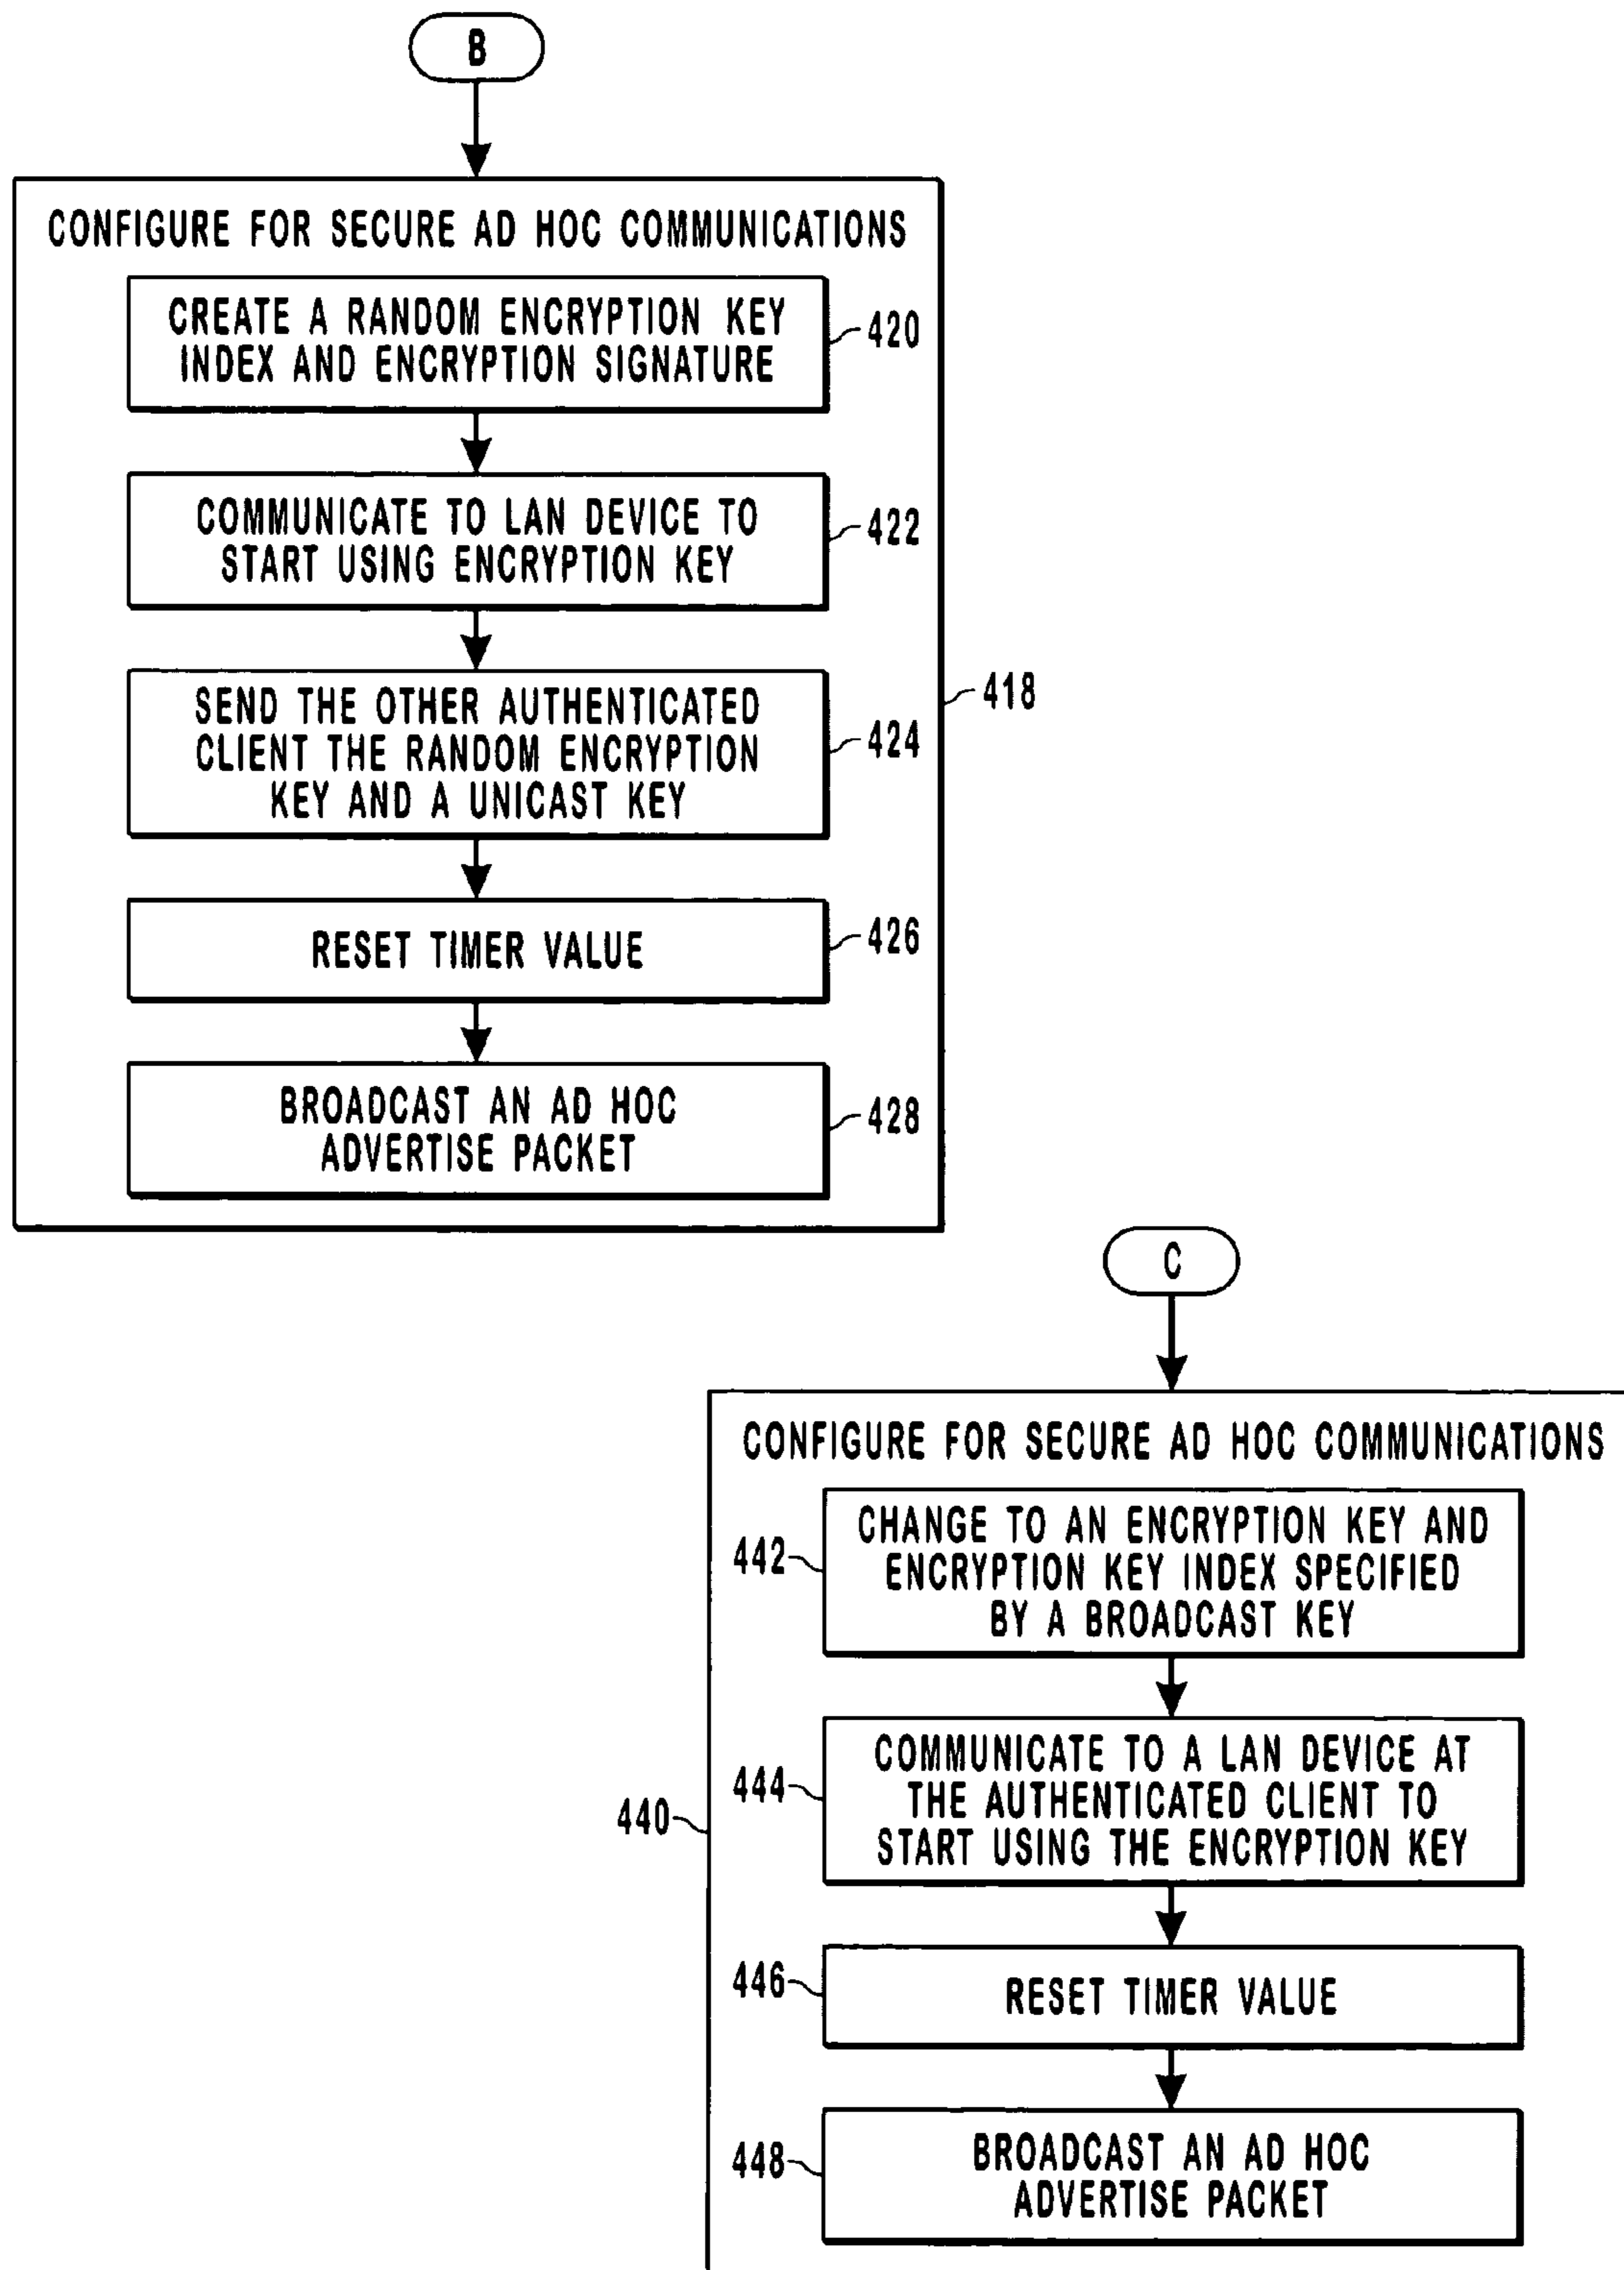 B
CONFIGURE FOR SECURE AD HOC COMMUNICATIONS
CREATE A RANDOM ENCRYPTION KEY
INDEX AND ENCRYPTION SIGNATURE
420
COMMUNICATE TO LAN DEVICE TO
START USING ENCRYPTION KEY
422
SEND THE OTHER AUTHENTICATED
CLIENT THE RANDOM ENCRYPTION
KEY AND A UNICAST KEY
424
418
RESET TIMER VALUE
426
BROADCAST AN AD HOC
ADVERTISE PACKET
428
C
CONFIGURE FOR SECURE AD HOC COMMUNICATIONS
442
CHANGE TO AN ENCRYPTION KEY AND
ENCRYPTION KEY INDEX SPECIFIED
BY A BROADCAST KEY
440
444
COMMUNICATE TO A LAN DEVICE AT
THE AUTHENTICATED CLIENT TO
START USING THE ENCRYPTION KEY
446
RESET TIMER VALUE
448
BROADCAST AN AD HOC
ADVERTISE PACKET